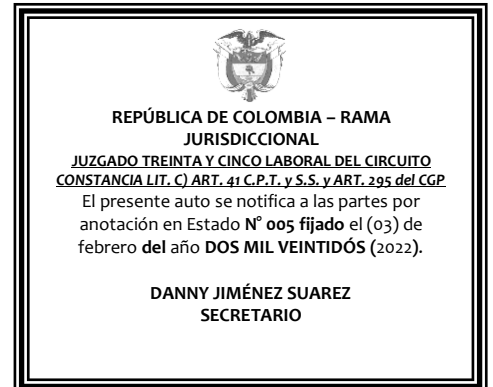 REPÚBLICA DE COLOMBIA – RAMA
JURISDICCIONAL
JUZGADO TREINTA Y CINCO LABORAL DEL CIRCUITO
CONSTANCIA LIT. C) ART. 41 C.P.T. y S.S. y ART. 295 del CGP
El presente auto se notifica a las partes por
anotación en Estado N° 005 fijado el (03) de
febrero del año DOS MIL VEINTIDÓS (2022).
DANNY JIMÉNEZ SUAREZ
SECRETARIO